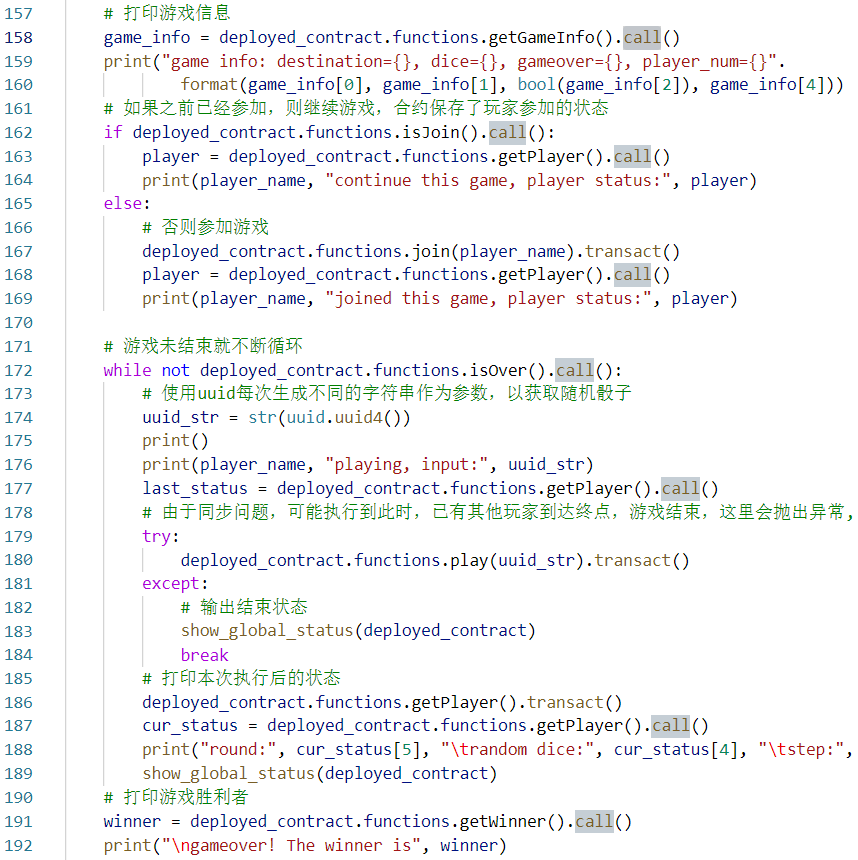 157 # 打印游戏信息
158 game_info = deployed_contract.functions.getGameInfo().call()
159 print("game info: destination={}, dice={}, gameover={}, player_num={}".
160 format(game_info[0], game_info[1], bool(game_info[2]), game_info[4]))
161 # 如果之前已经参加，则继续游戏，合约保存了玩家参加的状态
162 if deployed_contract.functions.isJoin().call():
163 player = deployed_contract.functions.getPlayer().call()
164 print(player_name, "continue this game, player status:", player)
165 else:
166 # 否则参加游戏
167 deployed_contract.functions.join(player_name).transact()
168 player = deployed_contract.functions.getPlayer().call()
169 print(player_name, "joined this game, player status:", player)
170
171 # 游戏未结束就不断循环
172 while not deployed_contract.functions.isOver().call():
173 # 使用uuid每次生成不同的字符串作为参数，以获取随机骰子
174 uuid_str = str(uuid.uuid4())
175 print()
176 print(player_name, "playing, input:", uuid_str)
177 last_status = deployed_contract.functions.getPlayer().call()
178 # 由于同步问题，可能执行到此时，已有其他玩家到达终点，游戏结束，这里会抛出异常，
179 try:
180 deployed_contract.functions.play(uuid_str).transact()
181 except:
182 # 输出结束状态
183 show_global_status(deployed_contract)
184 break
185 # 打印本次执行后的状态
186 deployed_contract.functions.getPlayer().transact()
187 cur_status = deployed_contract.functions.getPlayer().call()
188 print("round:", cur_status[5], "\trandom dice:", cur_status[4], "\tstep:",
189 show_global_status(deployed_contract)
190 # 打印游戏胜利者
191 winner = deployed_contract.functions.getWinner().call()
192 print("\ngameover! The winner is", winner)